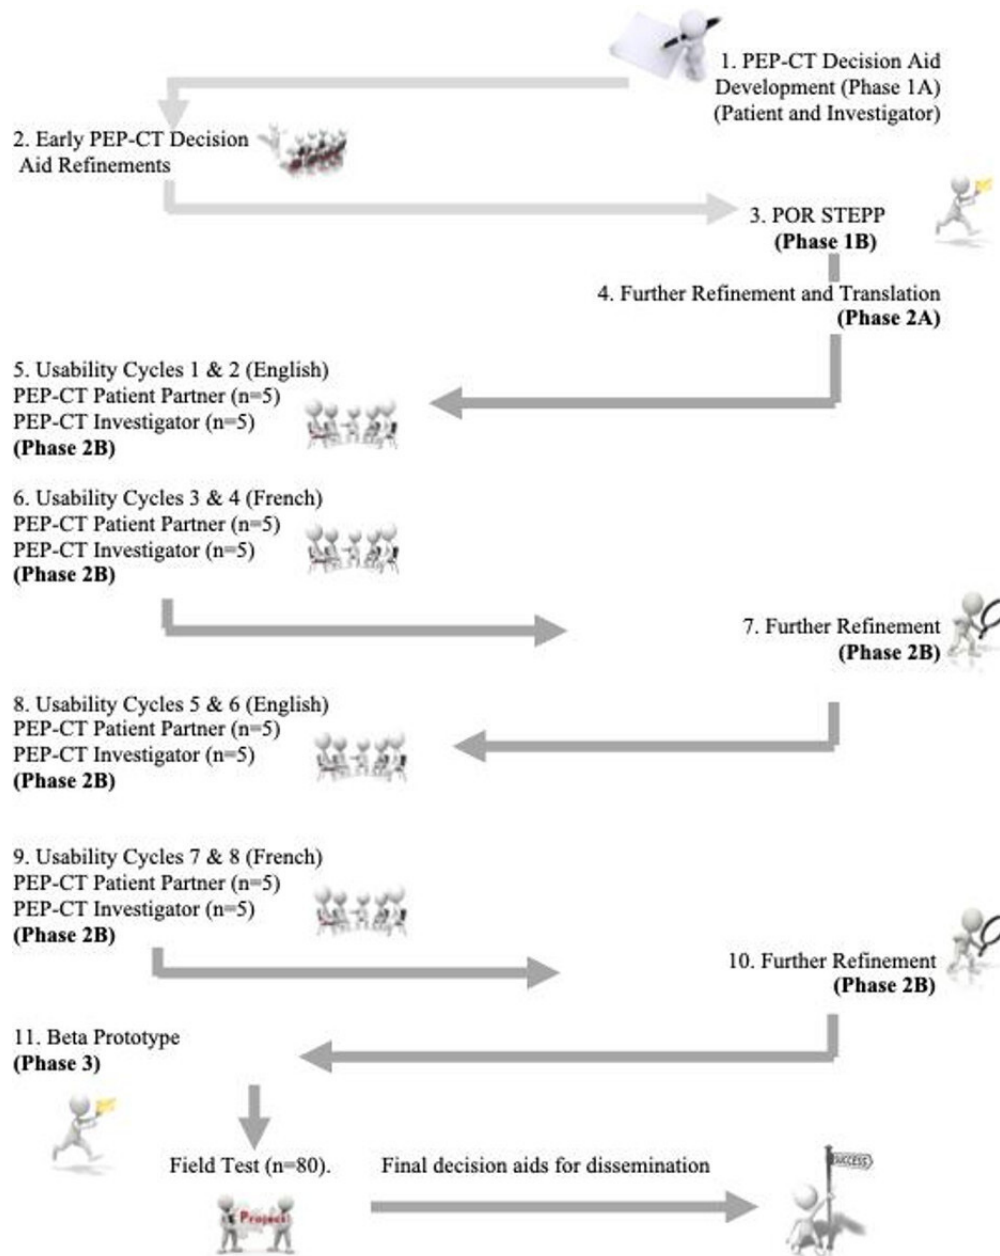 1. PEP-CT Decision Aid
Development (Phase 1A)
(Patient and Investigator)
2. Early PEP-CT Decision
Aid Refinements
3. POR STEPP
(Phase 1B)
4. Further Refinement and Translation
(Phase 2A)
5. Usability Cycles 1 & 2 (English)
PEP-CT Patient Partner (n=5)
PEP-CT Investigator (n=5)
(Phase 2B)
6. Usability Cycles 3 & 4 (French)
PEP-CT Patient Partner (n=5)
PEP-CT Investigator (n=5)
(Phase 2B)
7. Further Refinement
(Phase 2B)
8. Usability Cycles 5 & 6 (English)
PEP-CT Patient Partner (n=5)
PEP-CT Investigator (n=5)
(Phase 2B)
9. Usability Cycles 7 & 8 (French)
PEP-CT Patient Partner (n=5)
PEP-CT Investigator (n=5)
(Phase 2B)
10. Further Refinement
(Phase 2B)
11. Beta Prototype
(Phase 3)
Field Test (n=80).
Final decision aids for dissemination
SUCCESS
Project